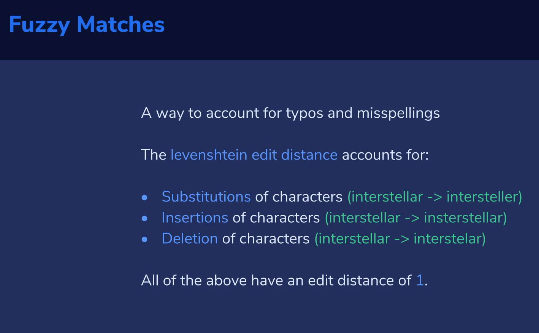 Fuzzy Matches
A way to account for typos and misspellings
The levenshtein edit distance accounts for:
• Substitutions of characters (interstellar -> intersteller)
• Insertions of characters (interstellar -> insterstellar)
• Deletion of characters (interstellar -> interstelar)
All of the above have an edit distance of 1.